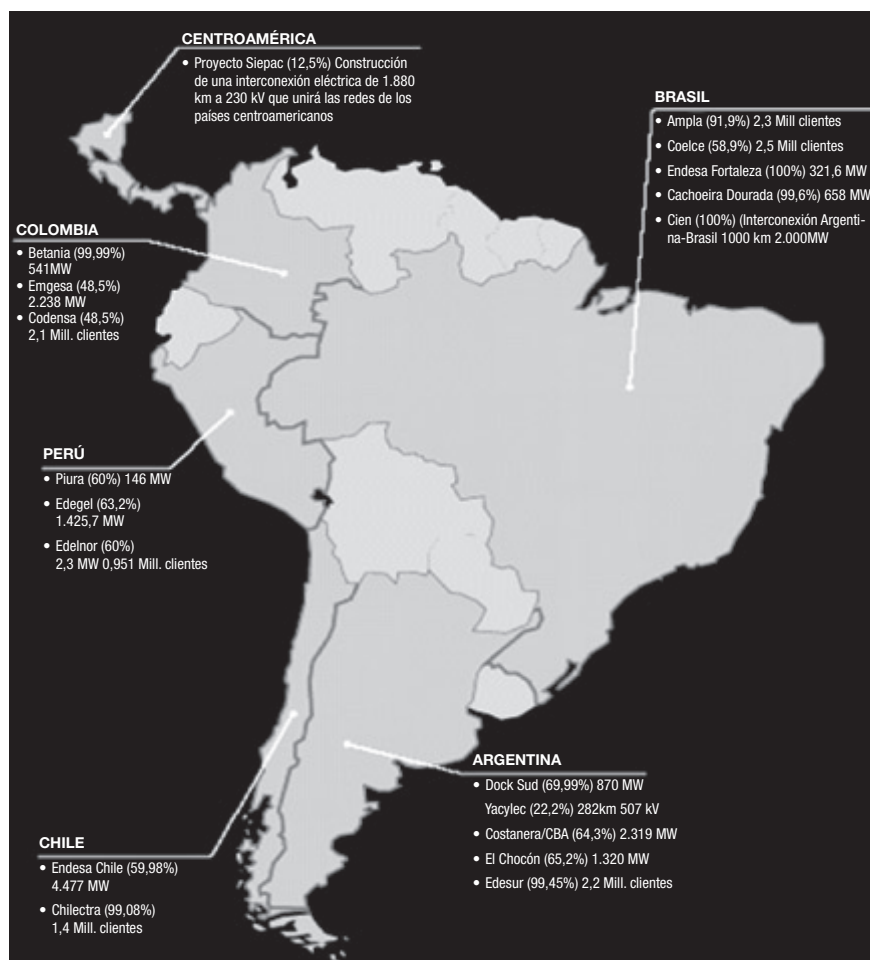 CENTROAMÉRICA
• Proyecto Siepac (12,5%) Construcción
de una interconexión eléctrica de 1.880
km a 230 kV que unirá las redes de los
países centroamericanos
BRASIL
• Ampla (91,9%) 2,3 Mill clientes
• Coelce (58,9%) 2,5 Mill clientes
• Endesa Fortaleza (100%) 321,6 MW
• Cachoeira Dourada (99,6%) 658 MW
• Cien (100%) (Interconexión Argenti-
na-Brasil 1000 km 2.000MW
COLOMBIA
• Betania (99,99%)
541MW
• Emgesa (48,5%)
2.238 MW
• Codensa (48,5%)
2,1 Mill. clientes
PERÚ
• Piura (60%) 146 MW
• Edegel (63,2%)
1.425,7 MW
• Edelnor (60%)
2,3 MW 0,951 Mill. clientes
ARGENTINA
• Dock Sud (69,99%) 870 MW
Yacylec (22,2%) 282km 507 kV
• Costanera/CBA (64,3%) 2.319 MW
• El Chocón (65,2%) 1.320 MW
• Edesur (99,45%) 2,2 Mill. clientes
CHILE
• Endesa Chile (59,98%)
4.477 MW
• Chilectra (99,08%)
1,4 Mill. clientes